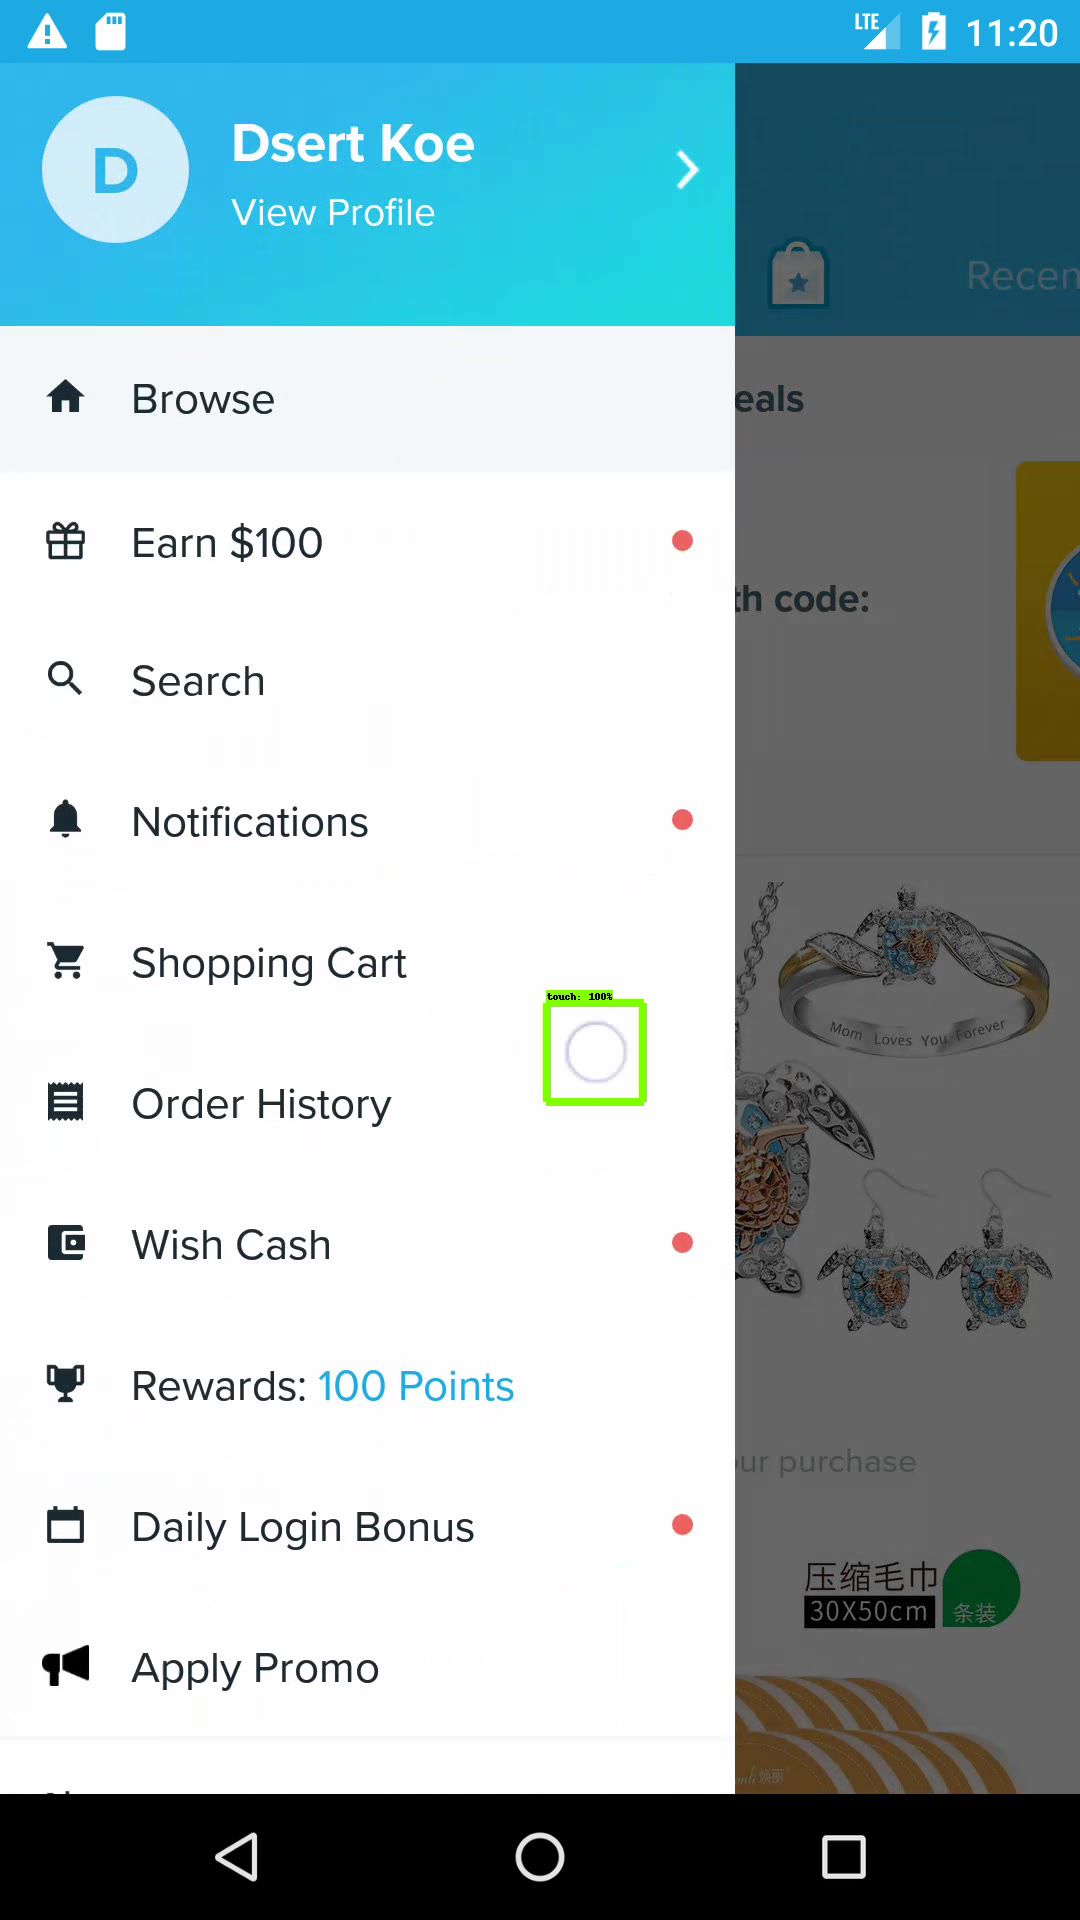 LTE 11:20
D
Dsert Koe
View Profile
Recen
Browse
eals
Earn $100
th code:
Search
Notifications
Shopping Cart
touch: 100%
Mom Loves You Forever
Order History
Wish Cash
Rewards: 100 Points
our purchase
Daily Login Bonus
压缩毛巾
30X50cm 条装
Apply Promo